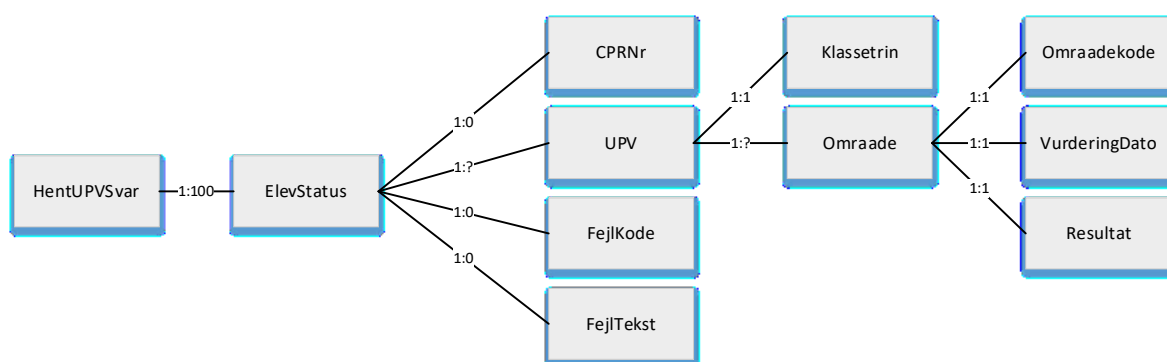 CPRNr
Klassetrin
Omraadekode
1:1
1:1
1:0
UPV
1:?
Omraade
1:1
VurderingDato
1:?
HentUPVSvar
1:100
ElevStatus
1:1
1:0
FejlKode
Resultat
1:0
FejlTekst